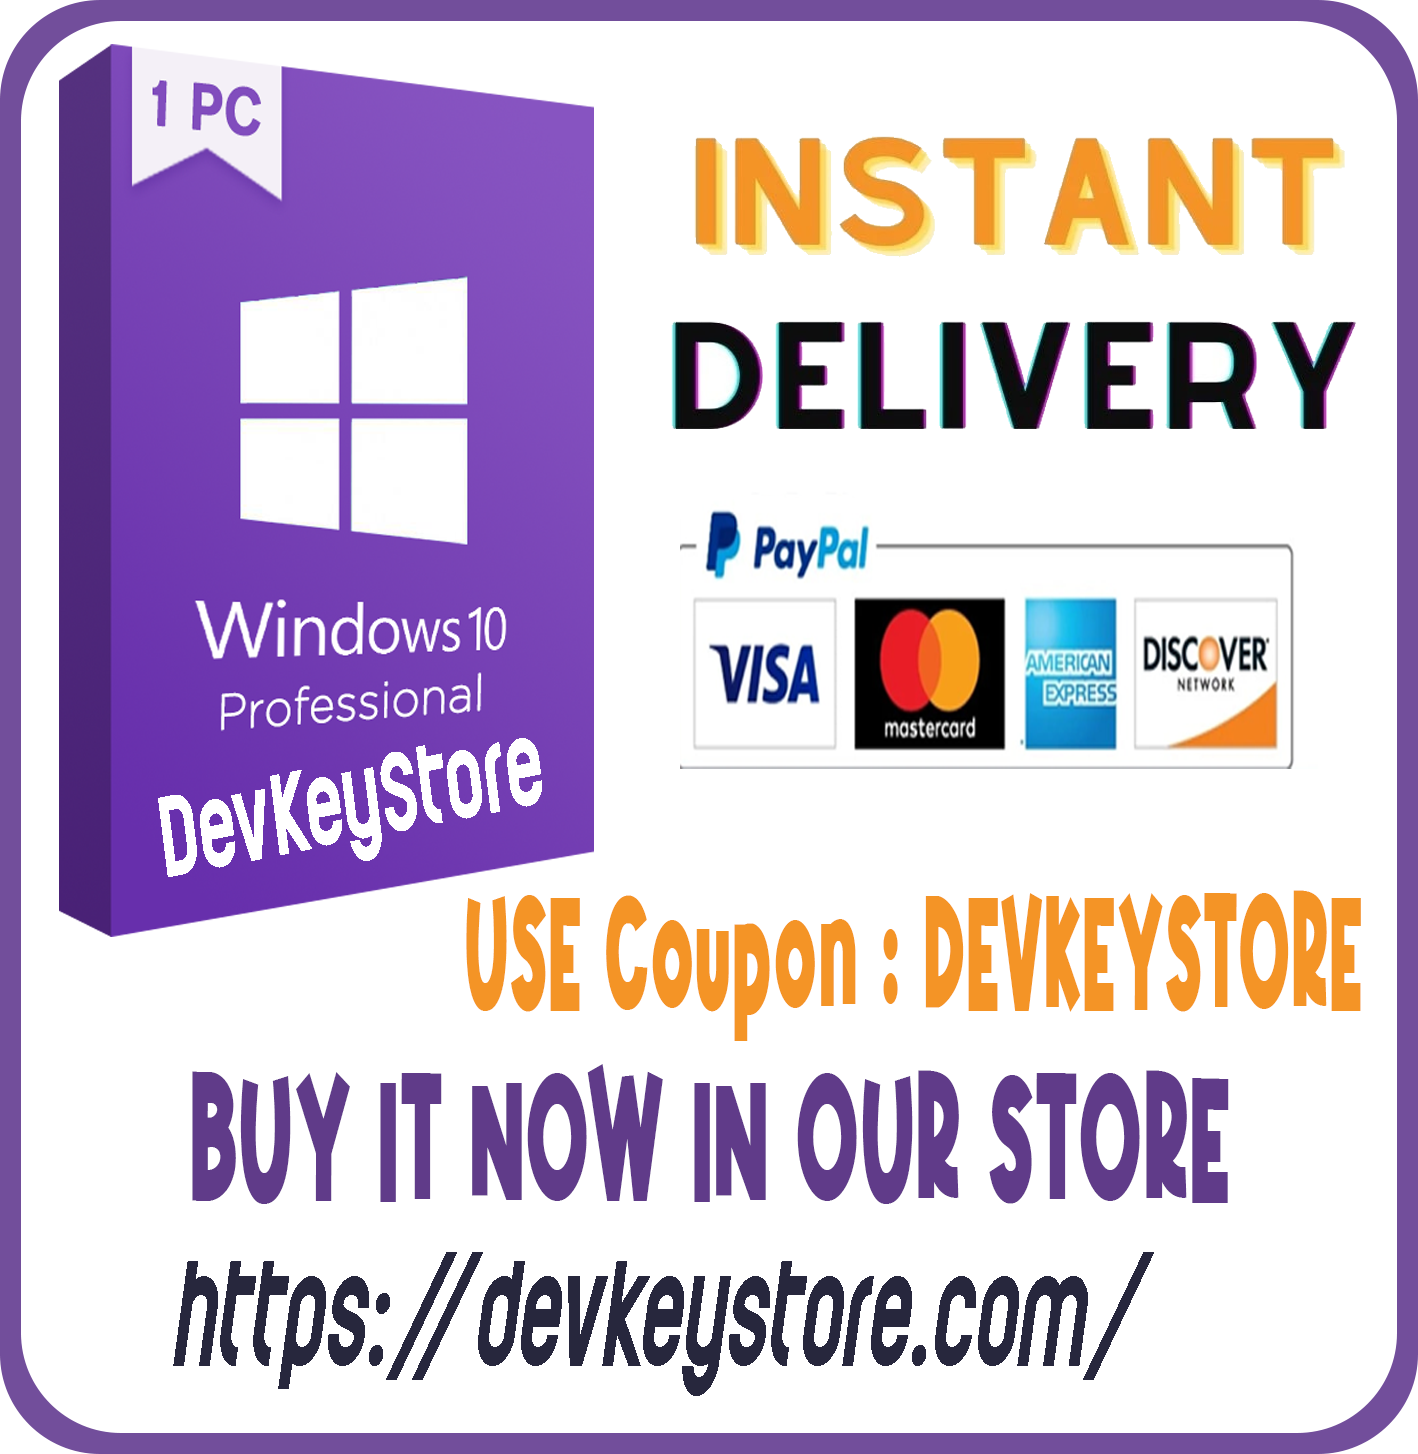 1 PC
Windows 10
Professional
DevKeyStore
INSTANT
DELIVERY
PayPal
VISA
mastercard
AMERICAN
EXPRESS
DISCOVER
NETWORK
USE Coupon : DEVKEYSTORE
BUY IT NOW IN OUR STORE
https://devkeystore.com/